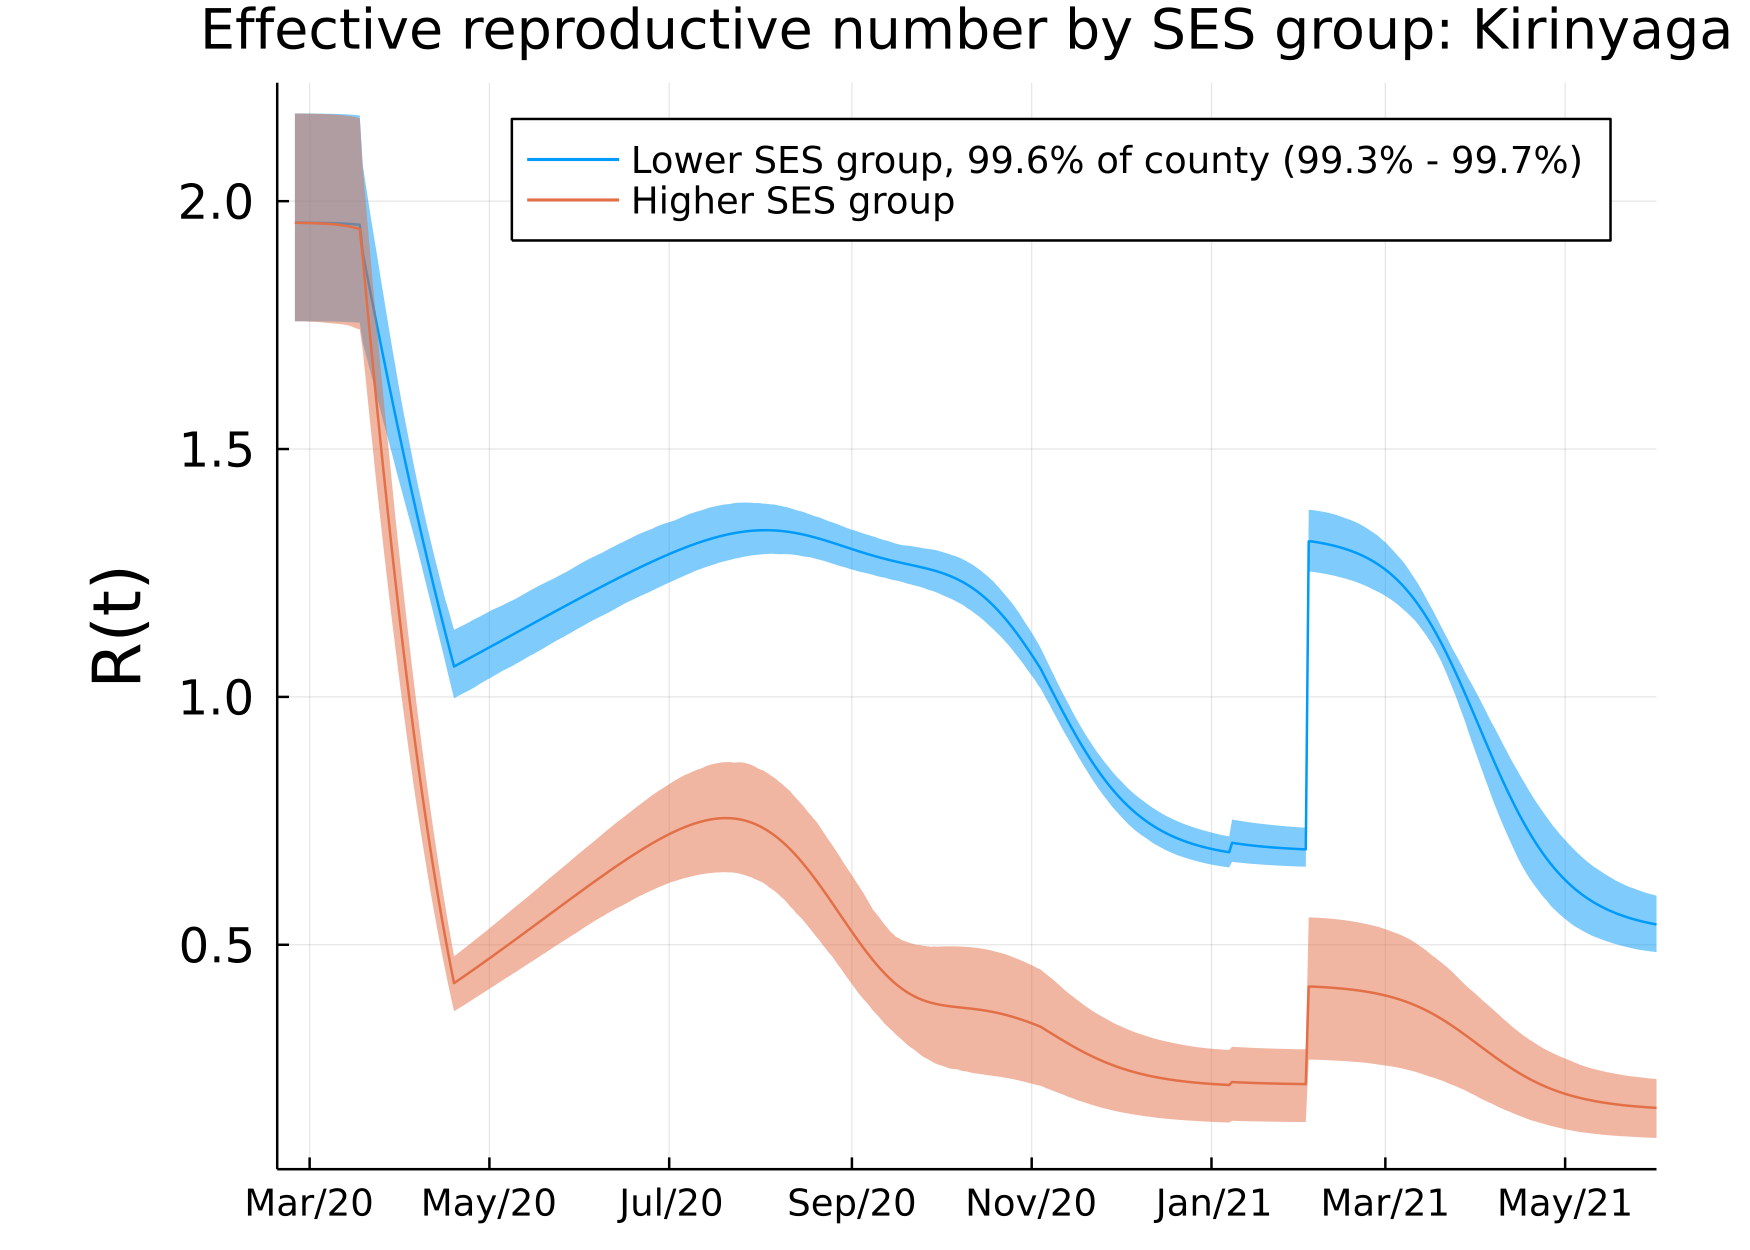 Effective reproductive number by SES group: Kirinyaga
Lower SES group, 99.6% of county (99.3% - 99.7%)
Higher SES group
R(t)
2.0
1.5
1.0
0.5
Mar/20 May/20 Jul/20 Sep/20 Nov/20 Jan/21 Mar/21 May/21